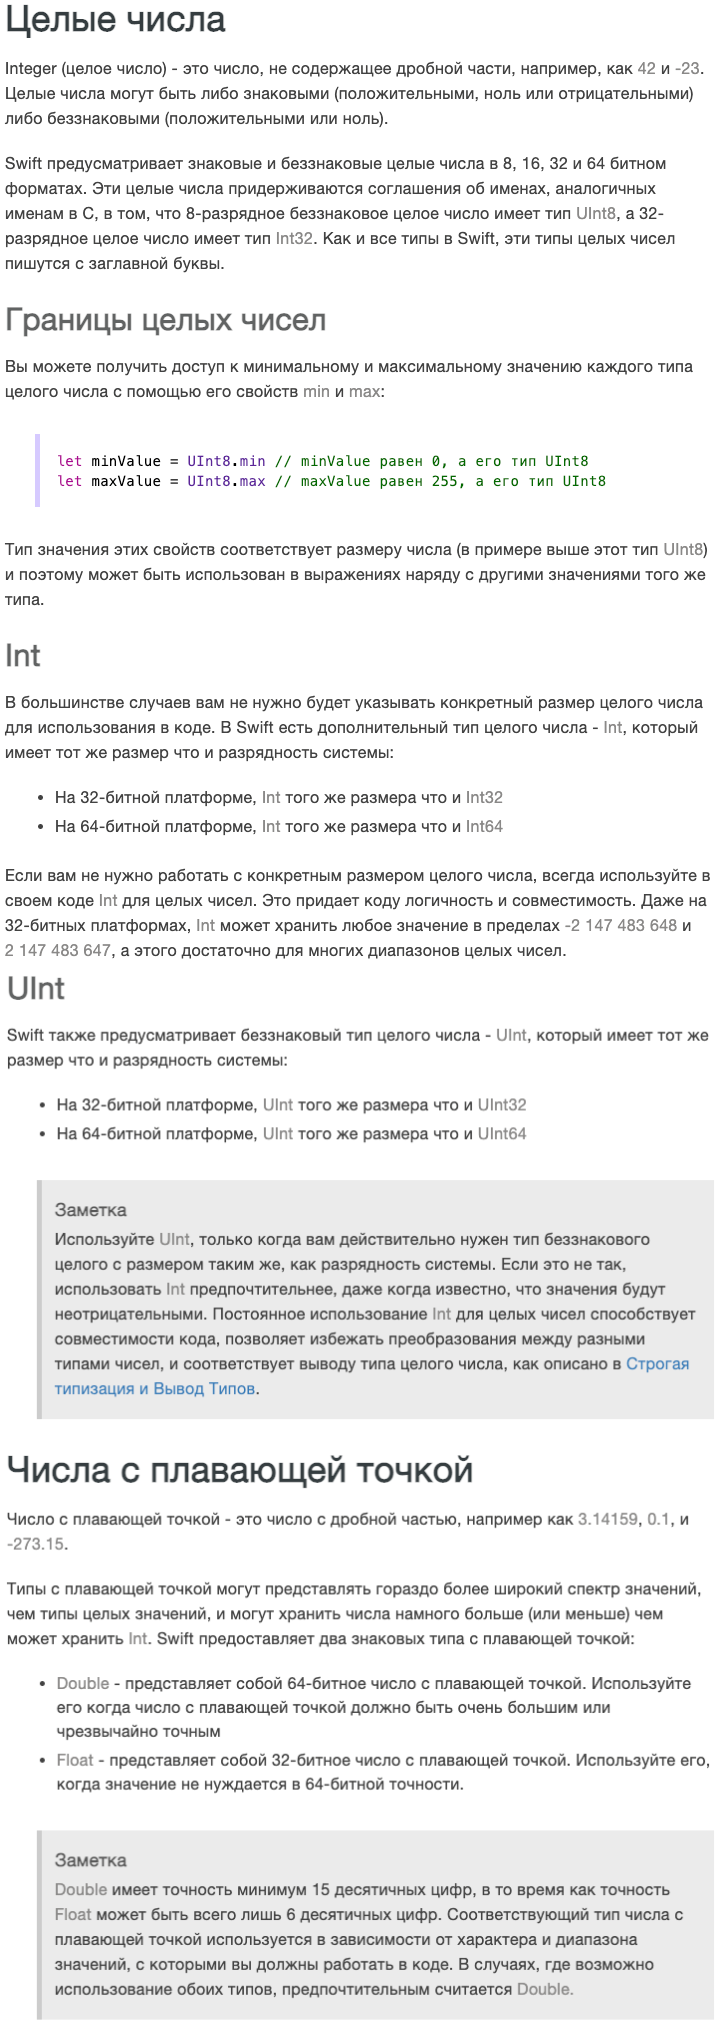 Целые числа
Integer (целое число) - это число, не содержащее дробной части, например, как 42 и -23.
Целые числа могут быть либо знаковыми (положительными, ноль или отрицательными)
либо беззнаковыми (положительными или ноль).
Swift предусматривает знаковые и беззнаковые целые числа в 8, 16, 32 и 64 битном
форматах. Эти целые числа придерживаются соглашения об именах, аналогичных
именам в C, в том, что 8-разрядное беззнаковое целое число имеет тип UInt8, а 32-
разрядное целое число имеет тип Int32. Как и все типы в Swift, эти типы целых чисел
пишутся с заглавной буквы.
Границы целых чисел
Вы можете получить доступ к минимальному и максимальному значению каждого типа
целого числа с помощью его свойств min и max:
let minValue = UInt8.min // minValue равен 0, а его тип UInt8
let maxValue = UInt8.max // maxValue равен 255, а его тип UInt8
Тип значения этих свойств соответствует размеру числа (в примере выше этот тип UInt8)
и поэтому может быть использован в выражениях наряду с другими значениями того же
типа.
Int
В большинстве случаев вам не нужно будет указывать конкретный размер целого числа
для использования в коде. В Swift есть дополнительный тип целого числа - Int, который
имеет тот же размер что и разрядность системы:
• На 32-битной платформе, Int того же размера что и Int32
• На 64-битной платформе, Int того же размера что и Int64
Если вам не нужно работать с конкретным размером целого числа, всегда используйте в
своем коде Int для целых чисел. Это придает коду логичность и совместимость. Даже на
32-битных платформах, Int может хранить любое значение в пределах -2 147 483 648 и
2 147 483 647, а этого достаточно для многих диапазонов целых чисел.
UInt
Swift также предусматривает беззнаковый тип целого числа - UInt, который имеет тот же
размер что и разрядность системы:
• На 32-битной платформе, UInt того же размера что и UInt32
• На 64-битной платформе, UInt того же размера что и UInt64
Заметка
Используйте UInt, только когда вам действительно нужен тип беззнакового
целого с размером таким же, как разрядность системы. Если это не так,
использовать Int предпочтительнее, даже когда известно, что значения будут
неотрицательными. Постоянное использование Int для целых чисел способствует
совместимости кода, позволяет избежать преобразования между разными
типами чисел, и соответствует выводу типа целого числа, как описано в Строгая
типизация и Вывод Типов.
Числа с плавающей точкой
Число с плавающей точкой - это число с дробной частью, например как 3.14159, 0.1, и
-273.15.
Типы с плавающей точкой могут представлять гораздо более широкий спектр значений,
чем типы целых значений, и могут хранить числа намного больше (или меньше) чем
может хранить Int. Swift предоставляет два знаковых типа с плавающей точкой:
• Double - представляет собой 64-битное число с плавающей точкой. Используйте
его когда число с плавающей точкой должно быть очень большим или
чрезвычайно точным
• Float - представляет собой 32-битное число с плавающей точкой. Используйте его,
когда значение не нуждается в 64-битной точности.
Заметка
Double имеет точность минимум 15 десятичных цифр, в то время как точность
Float может быть всего лишь 6 десятичных цифр. Соответствующий тип числа с
плавающей точкой используется в зависимости от характера и диапазона
значений, с которыми вы должны работать в коде. В случаях, где возможно
использование обоих типов, предпочтительным считается Double.